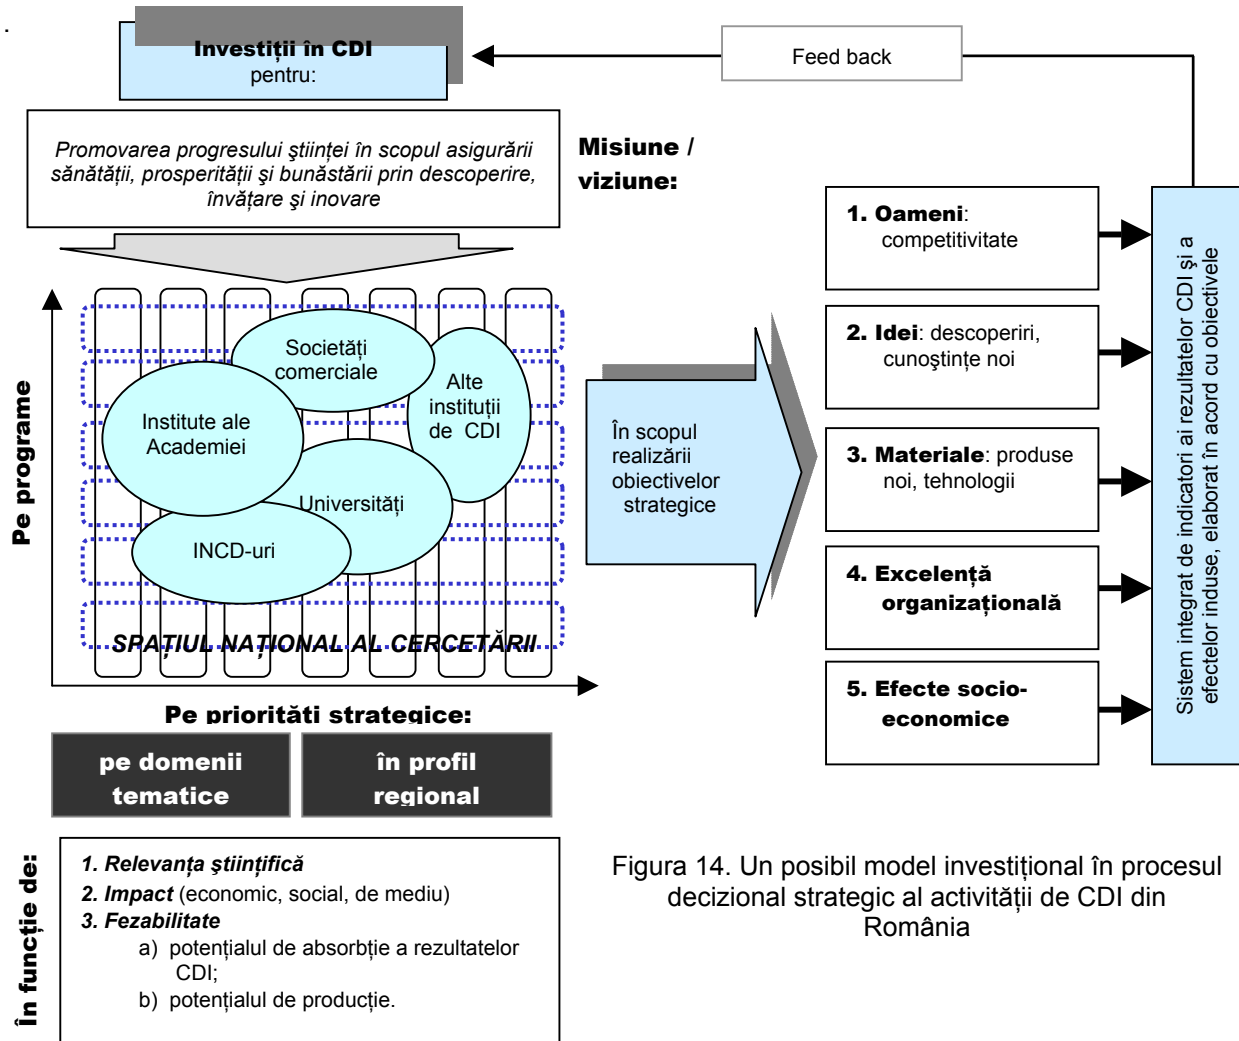 .
Investiții în CDI
pentru:
Feed back
Promovarea progresului ştiinței în scopul asigurării
sănătății, prosperității şi bunăstării prin descoperire,
învățare şi inovare
Misiune /
viziune:
Pe programe
Societăți
comerciale
Alte
instituții
de CDI
Institute ale
Academiei
Universități
INCD-uri
SPAȚIUL NAȚIONAL AL CERCETĂRII
În scopul
realizării
obiectivelor
strategice
1. Oameni:
competitivitate
2. Idei: descoperiri,
cunoştințe noi
3. Materiale: produse
noi, tehnologii
4. Excelență
organizațională
5. Efecte socio-
economice
Sistem integrat de indicatori ai rezultatelor CDI şi a
efectelor induse, elaborat în acord cu obiectivele
Pe priorități strategice:
pe domenii
tematice
în profil
regional
În funcție de:
1. Relevanța ştiințifică
2. Impact (economic, social, de mediu)
3. Fezabilitate
a) potențialul de absorbție a rezultatelor
CDI;
b) potențialul de producție.
Figura 14. Un posibil model investițional în procesul
decizional strategic al activității de CDI din
România